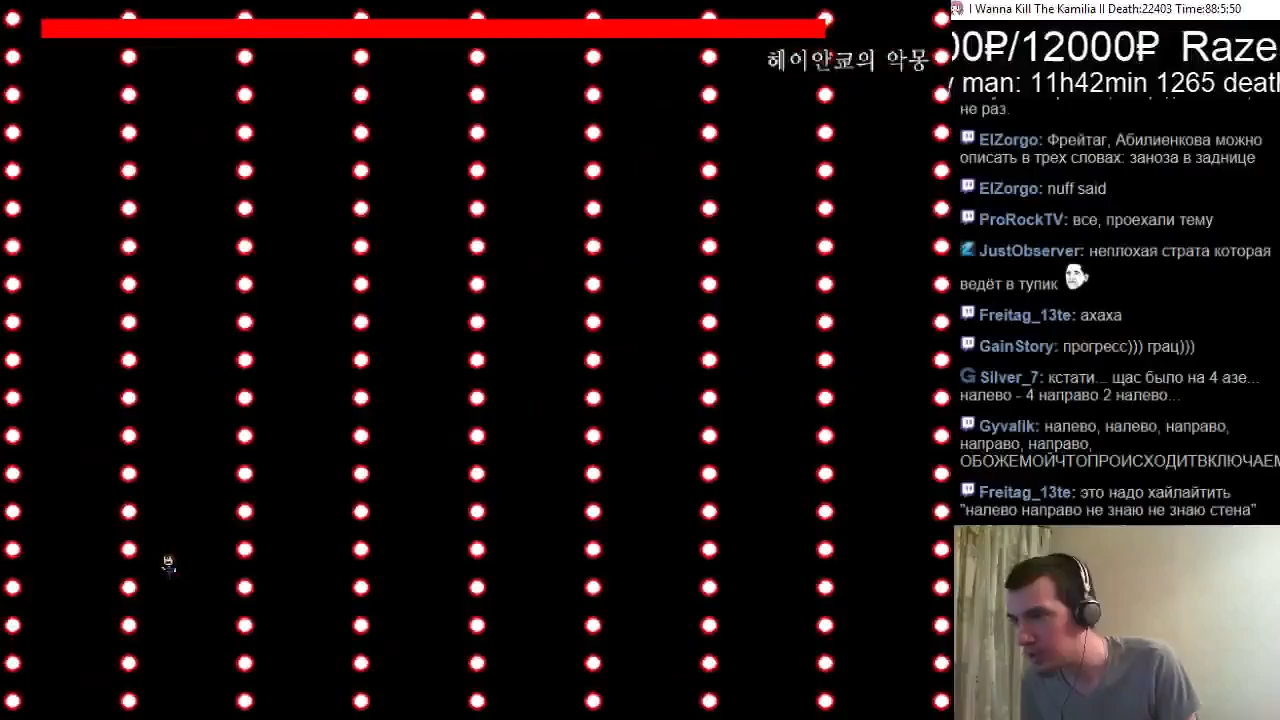 I Wanna Kill The Kamilia II Death:22403 Time:88:5:50
00₽/12000₽ Raze
man: 11h42min 1265 death
헤이안쿄의 악몽
не раз.
ElZorgo: Фрейтаг, Абилиенкова можно
описать в трех словах: заноза в заднице
ElZorgo: nuff said
ProRockTV: все, проехали тему
JustObserver: неплохая страта которая
ведёт в тупик
Freitag_13te: ахаха
GainStory: прогресс))) грац)))
Silver_7: кстати... щас было на 4 азе...
налево - 4 направо 2 налево...
Gyvalik: налево, налево, направо,
направо, направо,
ОБОЖЕМОЙЧТОПРОИСХОДИТВКЛЮЧАЕМ
Freitag_13te: это надо хайлайтить
"налево направо не знаю не знаю стена"